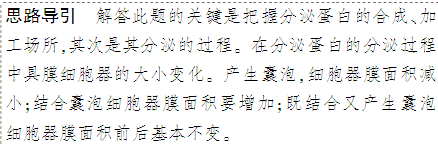 思路导引 解答此题的关键是把握分泌蛋白的合成、加
工场所,其次是其分泌的过程。在分泌蛋白的分泌过程
中具膜细胞器的大小变化。产生囊泡,细胞器膜面积减
小;结合囊泡细胞器膜面积要增加;既结合又产生囊泡
细胞器膜面积前后基本不变。